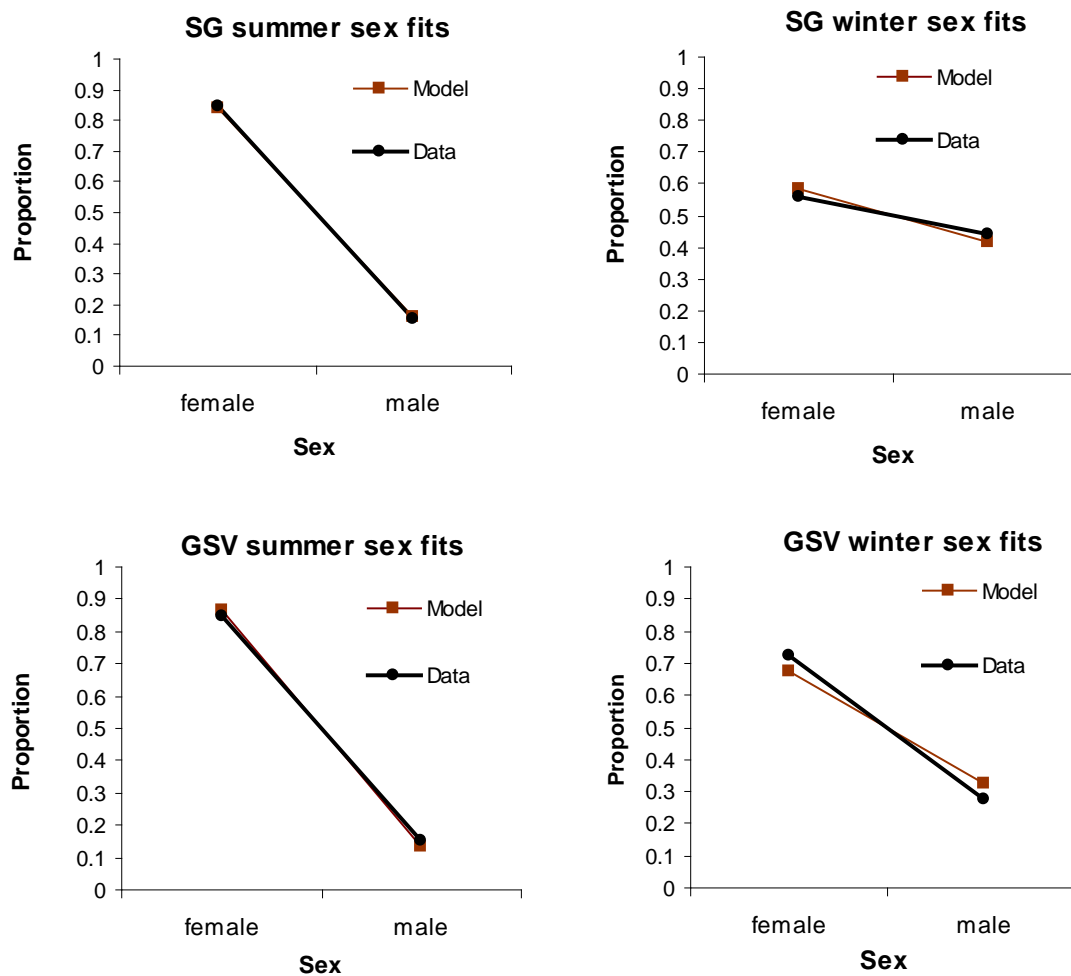 SG summer sex fits
1
0.9
0.8
0.7
0.6
0.5
0.4
0.3
0.2
0.1
0
Proportion
Model
Data
female male
Sex
SG winter sex fits
1
0.9
0.8
0.7
0.6
0.5
0.4
0.3
0.2
0.1
0
Proportion
Model
Data
female male
Sex
GSV summer sex fits
1
0.9
0.8
0.7
0.6
0.5
0.4
0.3
0.2
0.1
0
Proportion
Model
Data
female male
Sex
GSV winter sex fits
1
0.9
0.8
0.7
0.6
0.5
0.4
0.3
0.2
0.1
0
Proportion
Model
Data
female male
Sex